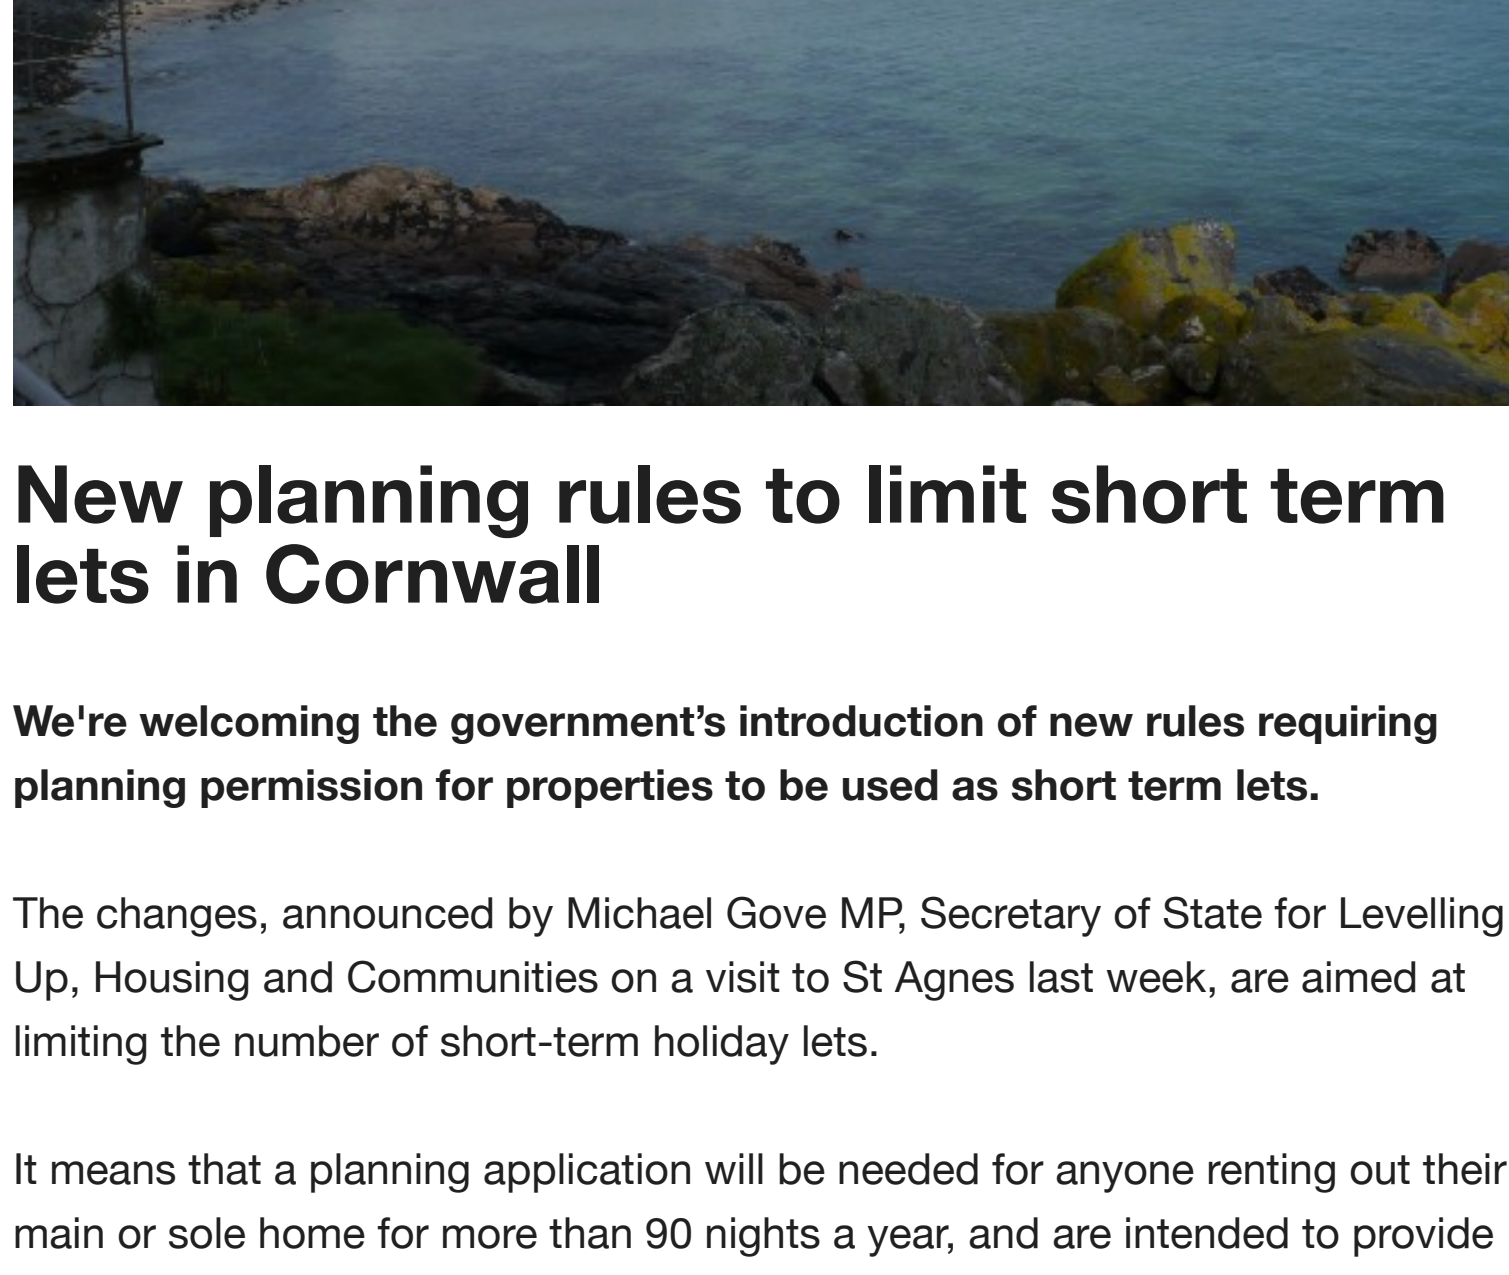 New planning rules to limit short term
lets in Cornwall
We're welcoming the government’s introduction of new rules requiring
planning permission for properties to be used as short term lets.
The changes, announced by Michael Gove MP, Secretary of State for Levelling
Up, Housing and Communities on a visit to St Agnes last week, are aimed at
limiting the number of short-term holiday lets.
It means that a planning application will be needed for anyone renting out their
main or sole home for more than 90 nights a year, and are intended to provide